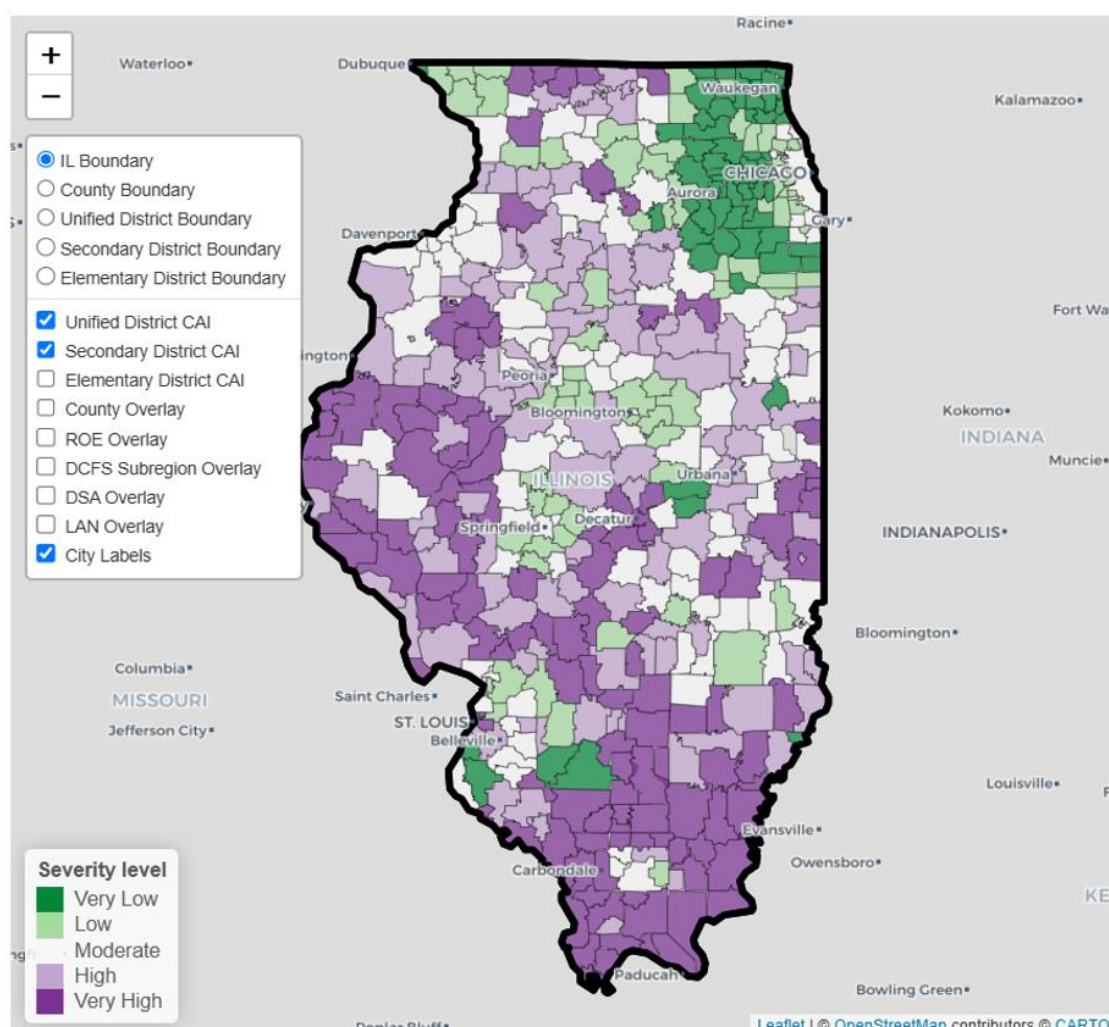 Racine
Waterloo
Dubuque
Waukegan
Kalamazoo
+
−
IL Boundary
County Boundary
Unified District Boundary
Secondary District Boundary
Elementary District Boundary
Unified District CAI
Secondary District CAI
Elementary District CAI
County Overlay
ROE Overlay
DCFS Subregion Overlay
DSA Overlay
LAN Overlay
City Labels
CHICAGO
Aurora
Gary
Davenport
Fort Wa
ington
Peoria
Bloomington
Kokomo
INDIANA
Muncie
Urbana
ILLINOIS
Springfield
Decatur
INDIANAPOLIS
Bloomington
Columbia
MISSOURI
Saint Charles
Jefferson City
ST. LOUIS
Belleville
Louisville
Evansville
Owensboro
Carbondale
KE
Severity level
Very Low
Low
Moderate
High
Very High
Paducah
Bowling Green
Poplar Bluff
Leaflet | © OpenStreetMap contributors © CARTO